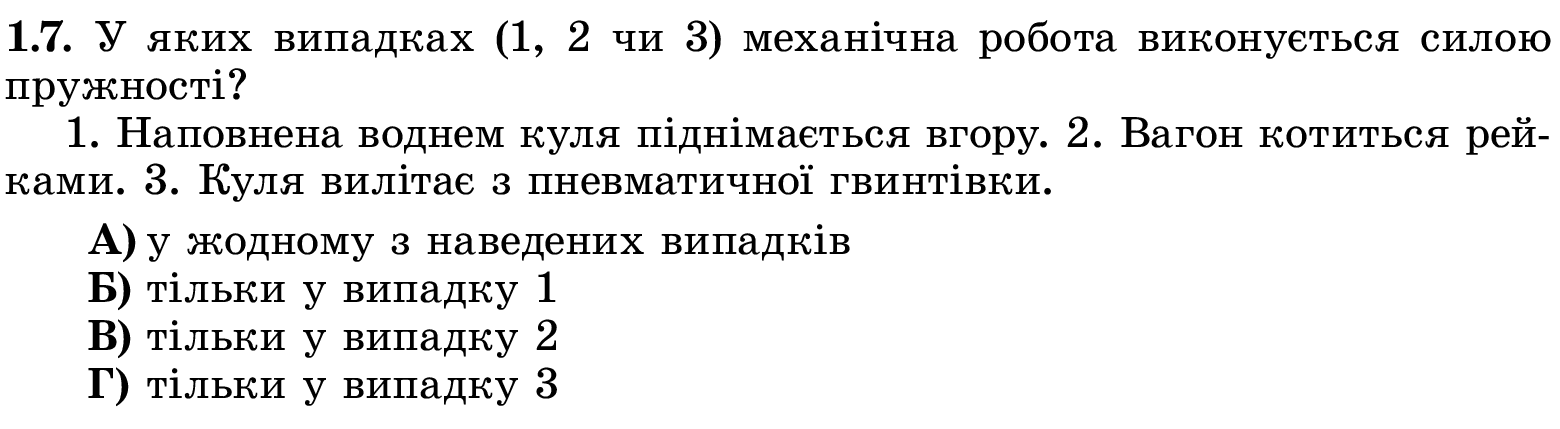 1.7. У яких випадках (1, 2 чи 3) механічна робота виконується силою
пружності?
1. Наповнена воднем куля піднімається вгору. 2. Вагон котиться рей-
ками. 3. Куля вилітає з пневматичної гвинтівки.
А) у жодному з наведених випадків
Б) тільки у випадку 1
В) тільки у випадку 2
Г) тільки у випадку 3